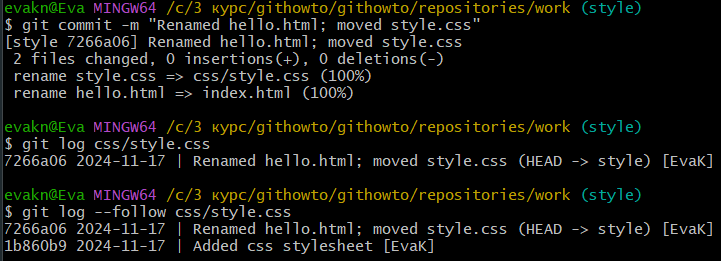 evakn@Eva MINGW64 /c/3 курс/githowto/githowto/repositories/work (style)
$ git commit -m "Renamed hello.html; moved style.css"
[style 7266a06] Renamed hello.html; moved style.css
 2 files changed, 0 insertions(+), 0 deletions(-)
 rename style.css => css/style.css (100%)
 rename hello.html => index.html (100%)

evakn@Eva MINGW64 /c/3 курс/githowto/githowto/repositories/work (style)
$ git log css/style.css
7266a06 2024-11-17 | Renamed hello.html; moved style.css (HEAD -> style) [EvaK]

evakn@Eva MINGW64 /c/3 курс/githowto/githowto/repositories/work (style)
$ git log --follow css/style.css
7266a06 2024-11-17 | Renamed hello.html; moved style.css (HEAD -> style) [EvaK]
1b860b9 2024-11-17 | Added css stylesheet [EvaK]